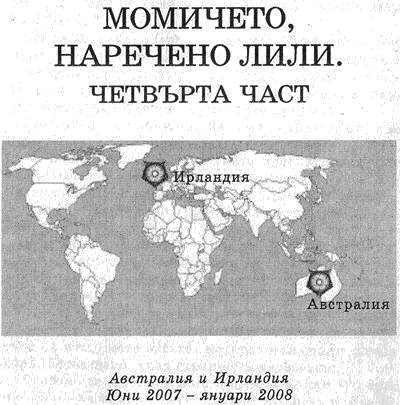 МОМИЧЕТО,
НАРЕЧЕНО ЛИЛИ.
ЧЕТВЪРТА ЧАСТ
Ирландия
Австралия
Австралия и Ирландия
Юни 2007 – януари 2008